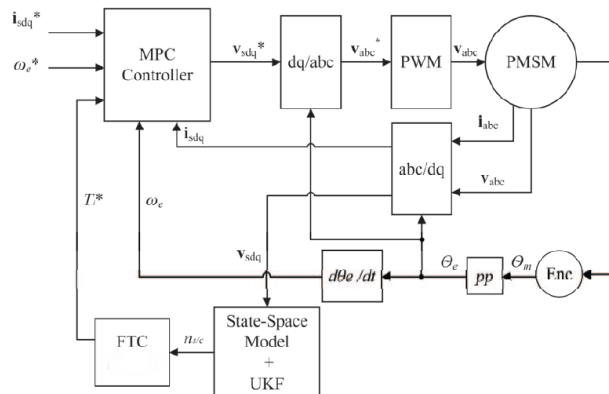 i_sdq*
ω_e*
MPC
Controller
v_sdq*
dq/abc
v_abc*
PWM
v_abc
PMSM
i_sdq
i_abc
abc/dq
v_abc
T_l*
ω_e
v_sdq
dθe/dt
Θ_e
pp
Θ_m
Enc
FTC
n_s/c
State-Space
Model
+
UKF